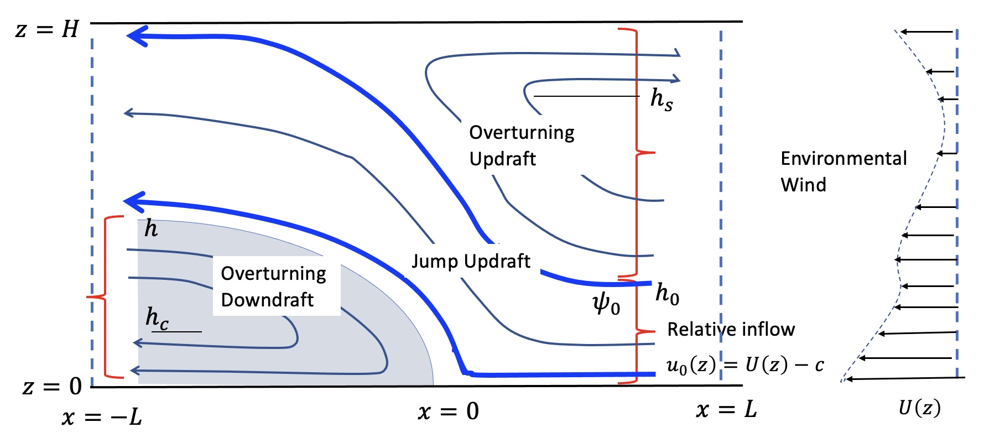 z = H
h_s
Overturning
Updraft
Environmental
Wind
h
Jump Updraft
Overturning
Downdraft
h_0
ψ_0
h_c
Relative inflow
u_0(z) = U(z) − c
z = 0
x = −L
x = 0
x = L
U(z)